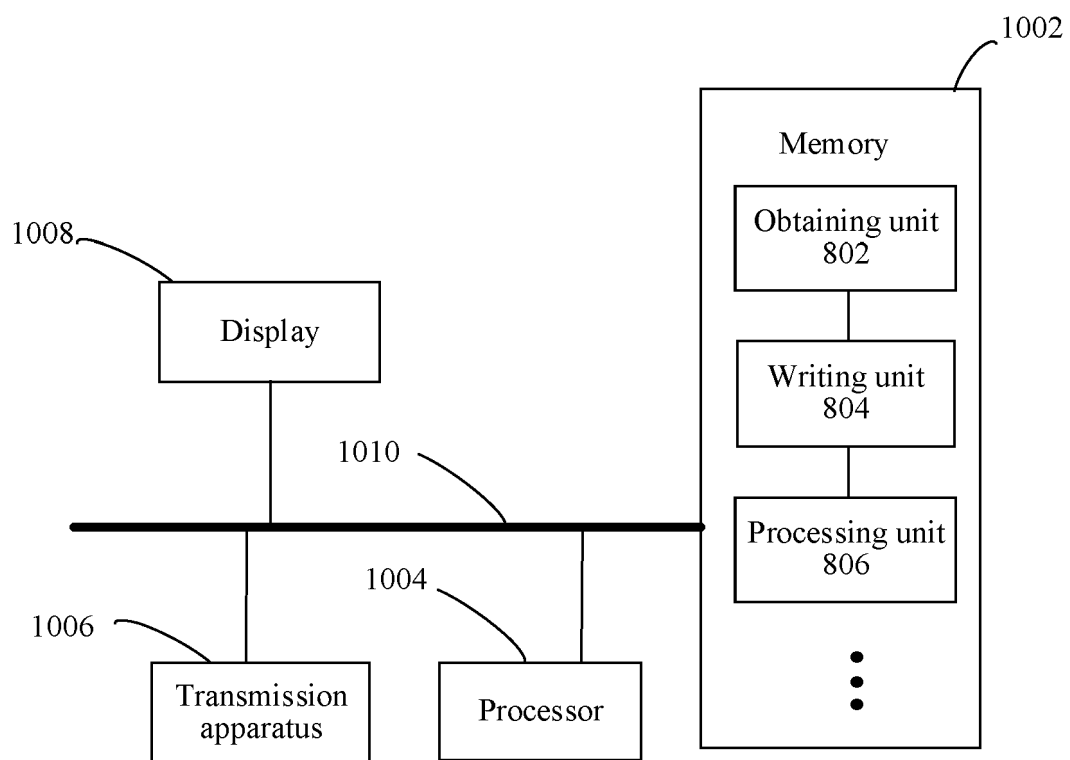 1002
Memory
Obtaining unit
802
1008
Display
Writing unit
804
1010
Processing unit
806
1004
1006
Transmission
apparatus
Processor